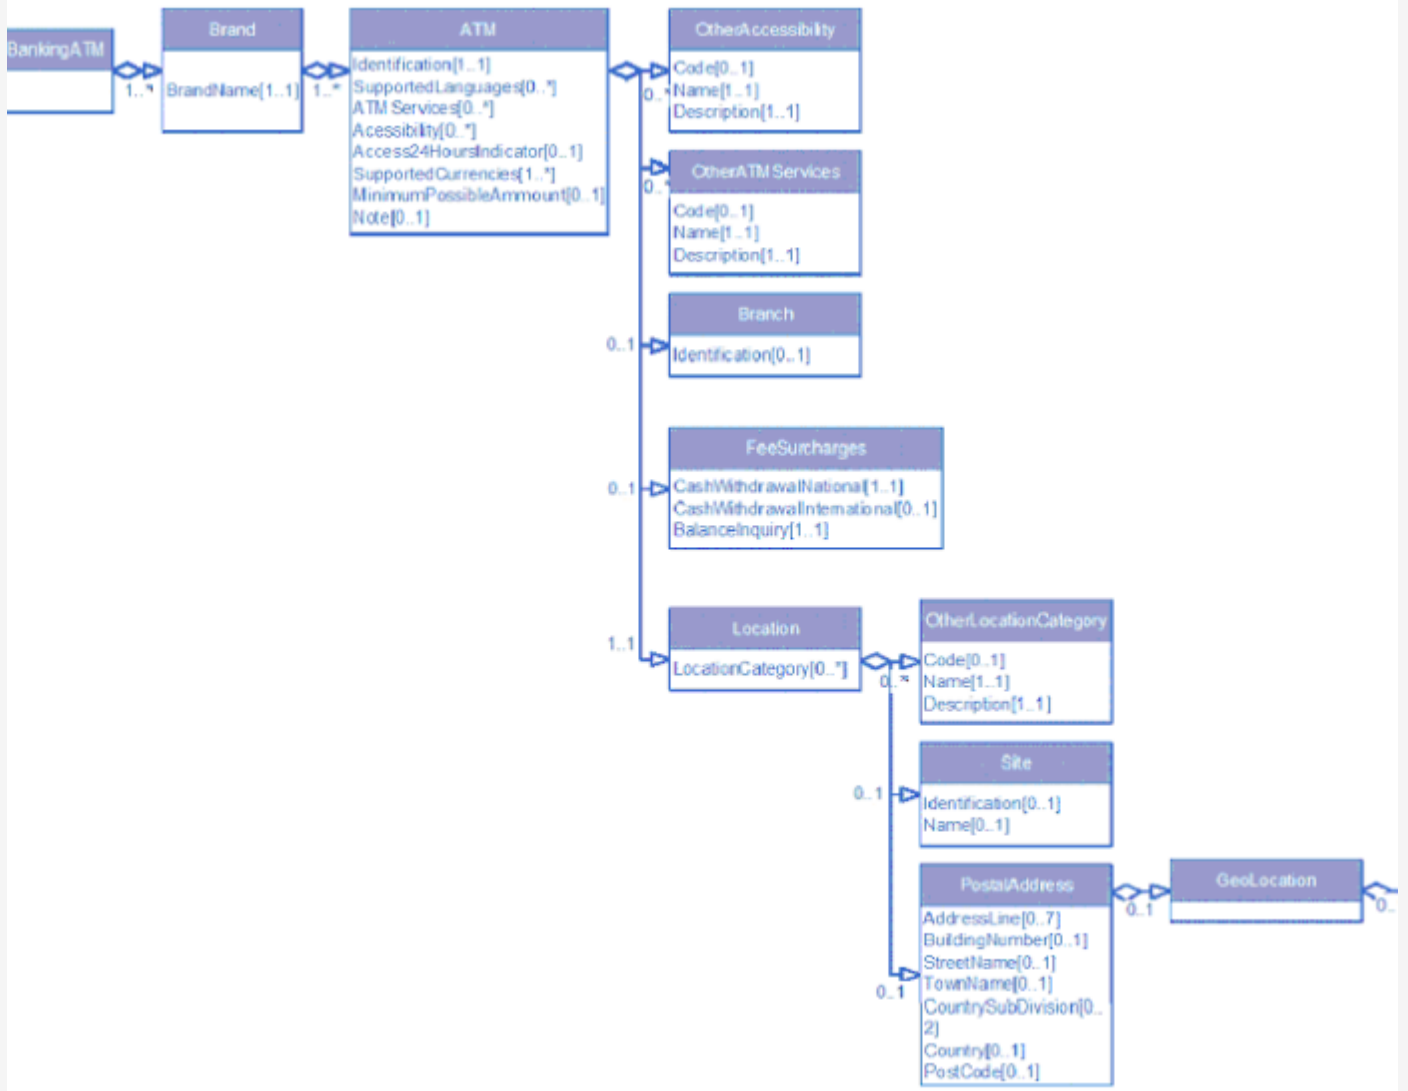 BankingATM
1..*
Brand
BrandName[1..1]
1..*
ATM
Identification[1..1]
SupportedLanguages[0..*]
ATMServices[0..*]
Acessibility[0..*]
Access24HoursIndicator[0..1]
SupportedCurrencies[1..*]
MinimumPossibleAmmount[0..1]
Note[0..1]
0..*
OtherAccessibility
Code[0..1]
Name[1..1]
Description[1..1]
0..*
OtherATMServices
Code[0..1]
Name[1..1]
Description[1..1]
0..1
Branch
Identification[0..1]
0..1
FeeSurcharges
CashWithdrawalNational[1..1]
CashWithdrawalInternational[0..1]
BalanceInquiry[1..1]
1..1
Location
LocationCategory[0..*]
0..*
OtherLocationCategory
Code[0..1]
Name[1..1]
Description[1..1]
0..1
Site
Identification[0..1]
Name[0..1]
0..1
PostalAddress
AddressLine[0..7]
BuildingNumber[0..1]
StreetName[0..1]
TownName[0..1]
CountrySubDivision[0..
2]
Country[0..1]
PostCode[0..1]
0..1
GeoLocation
0..